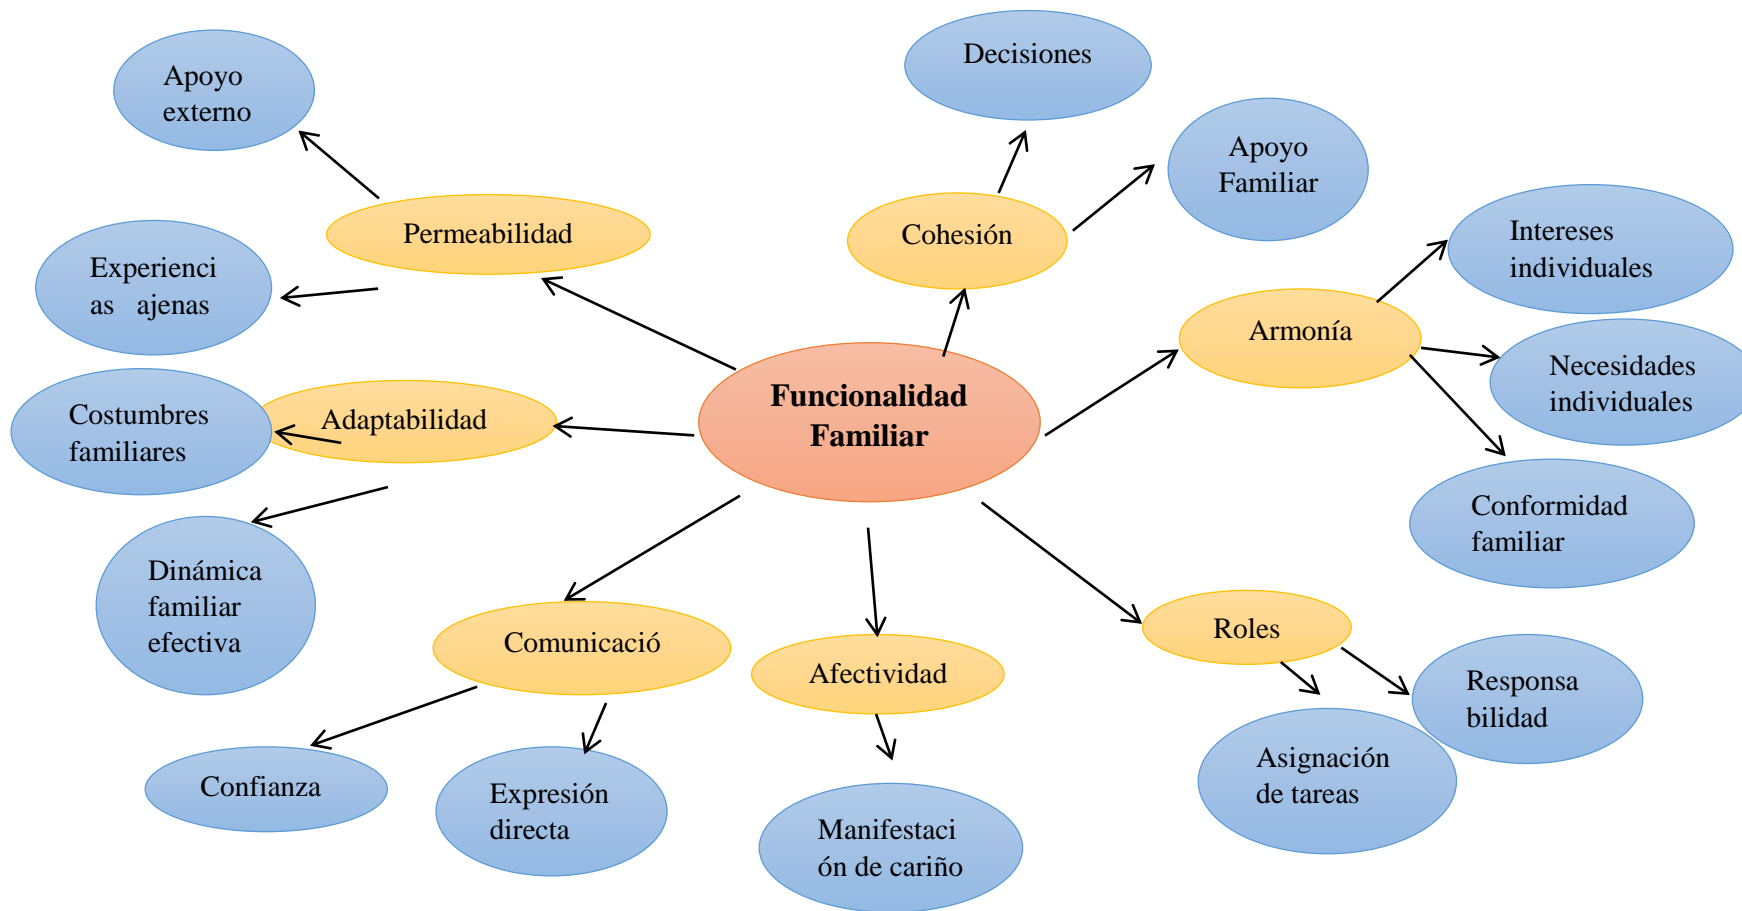 Decisiones
Apoyo
externo
Apoyo
Familiar
Permeabilidad
Cohesión
Intereses
individuales
Experienci
as ajenas
Armonía
Necesidades
individuales
Funcionalidad
Familiar
Costumbres
familiares
Adaptabilidad
Conformidad
familiar
Dinámica
familiar
efectiva
Comunicació
Afectividad
Roles
Responsa
bilidad
Confianza
Expresión
directa
Asignación
de tareas
Manifestaci
ón de cariño